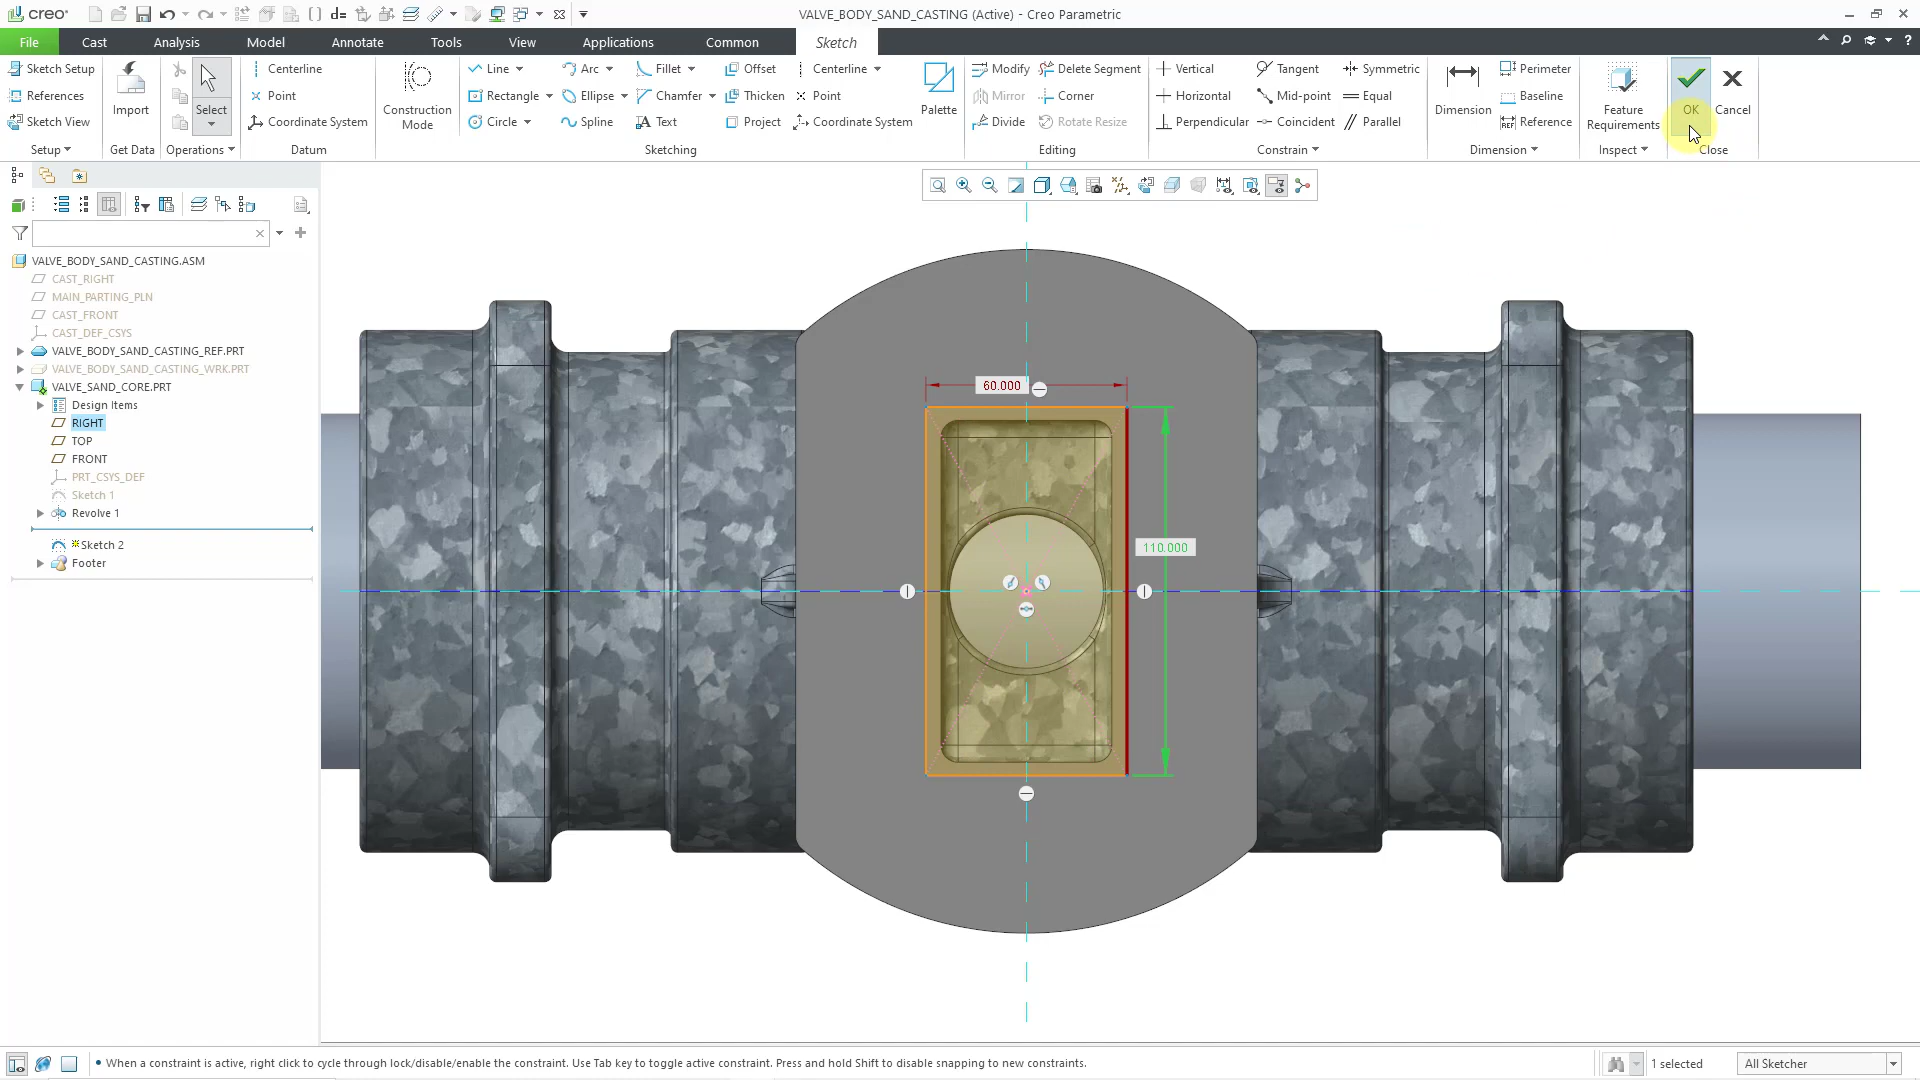 creo
VALVE_BODY_SAND_CASTING (Active) - Creo Parametric
File
Cast
Analysis
Model
Annotate
Tools
View
Applications
Common
Sketch
Sketch Setup
References
Sketch View
Setup
Import
Get Data
Select
Operations
Centerline
Point
Coordinate System
Datum
Construction
Mode
Line
Arc
Fillet
Offset
Centerline
Rectangle
Ellipse
Chamfer
Thicken
Point
Circle
Spline
Text
Project
Coordinate System
Palette
Sketching
Modify
Delete Segment
Mirror
Corner
Divide
Rotate Resize
Editing
Vertical
Tangent
Symmetric
Horizontal
Mid-point
Equal
Perpendicular
Coincident
Parallel
Constrain
Dimension
Perimeter
Baseline
Reference
Dimension
Feature
Requirements
Inspect
OK
Cancel
Close
VALVE_BODY_SAND_CASTING.ASM
CAST_RIGHT
MAIN_PARTING_PLN
CAST_FRONT
CAST_DEF_CSYS
VALVE_BODY_SAND_CASTING_REF.PRT
VALVE_BODY_SAND_CASTING_WRK.PRT
VALVE_SAND_CORE.PRT
Design Items
RIGHT
TOP
FRONT
PRT_CSYS_DEF
Sketch 1
Revolve 1
Sketch 2
Footer
60.000
110.000
• When a constraint is active, right click to cycle through lock/disable/enable the constraint. Use Tab key to toggle active constraint. Press and hold Shift to disable snapping to new constraints.
1 selected
All Sketcher